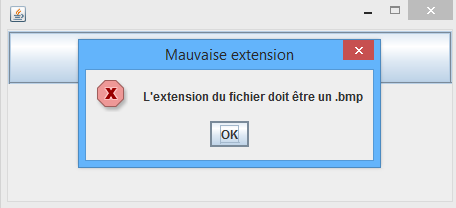 Mauvaise extension
L'extension du fichier doit être un .bmp
OK